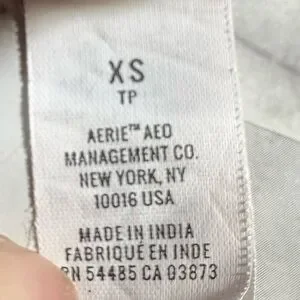 XS
TP
AERIE™ AEO
MANAGEMENT CO.
NEW YORK, NY
10016 USA
MADE IN INDIA
FABRIQUÉ EN INDE
RN 54485 CA 03873